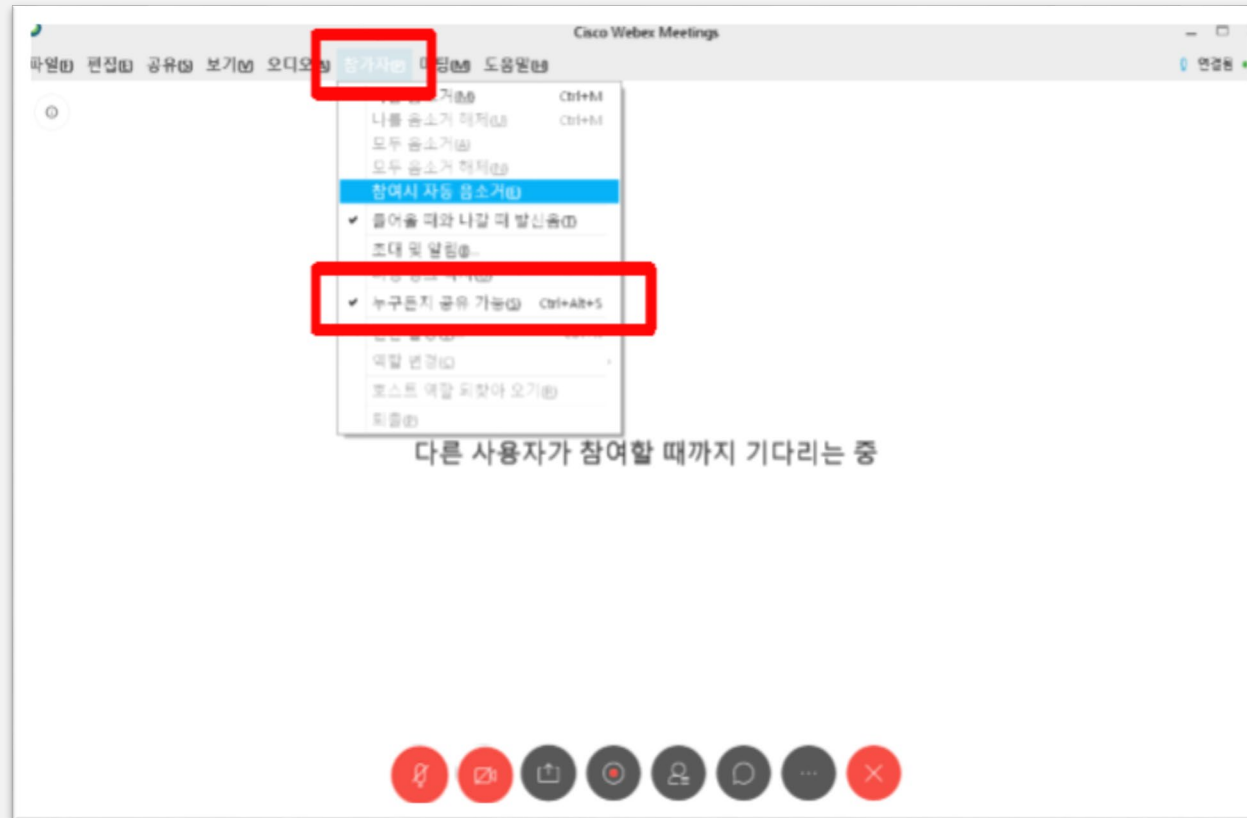 Cisco Webex Meetings
파일(F) 편집(E) 공유(S) 보기(V) 오디오(A) 참가자(P) 미팅(M) 도움말(H) 연결됨
음소거(M) Ctrl+M
나를 음소거 해제(U) Ctrl+M
모두 음소거(A)
모두 음소거 해제(N)
참여시 자동 음소거(E)
들어올 때와 나갈 때 발신음(T)
초대 및 알림(I)...
누구든지 공유 가능(S) Ctrl+Alt+S
역할 변경(C)
호스트 역할 되찾아 오기(R)
퇴출(P)
다른 사용자가 참여할 때까지 기다리는 중